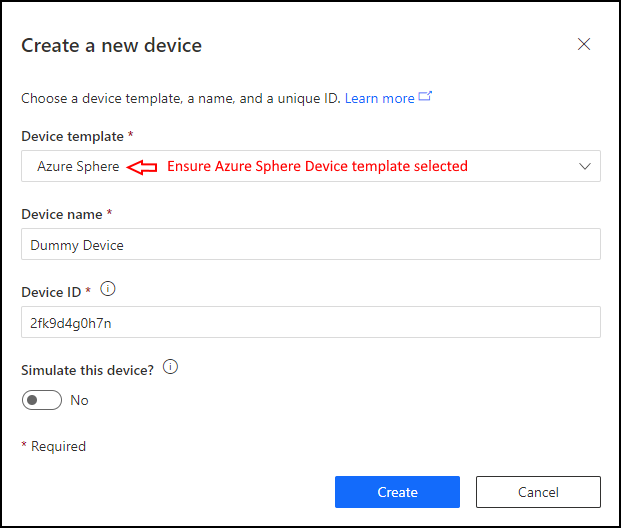 Create a new device
Choose a device template, a name, and a unique ID. Learn more
Device template *
Azure Sphere Ensure Azure Sphere Device template selected
Device name *
Dummy Device
Device ID *
2fk9d4g0h7n
Simulate this device?
No
* Required
Create Cancel